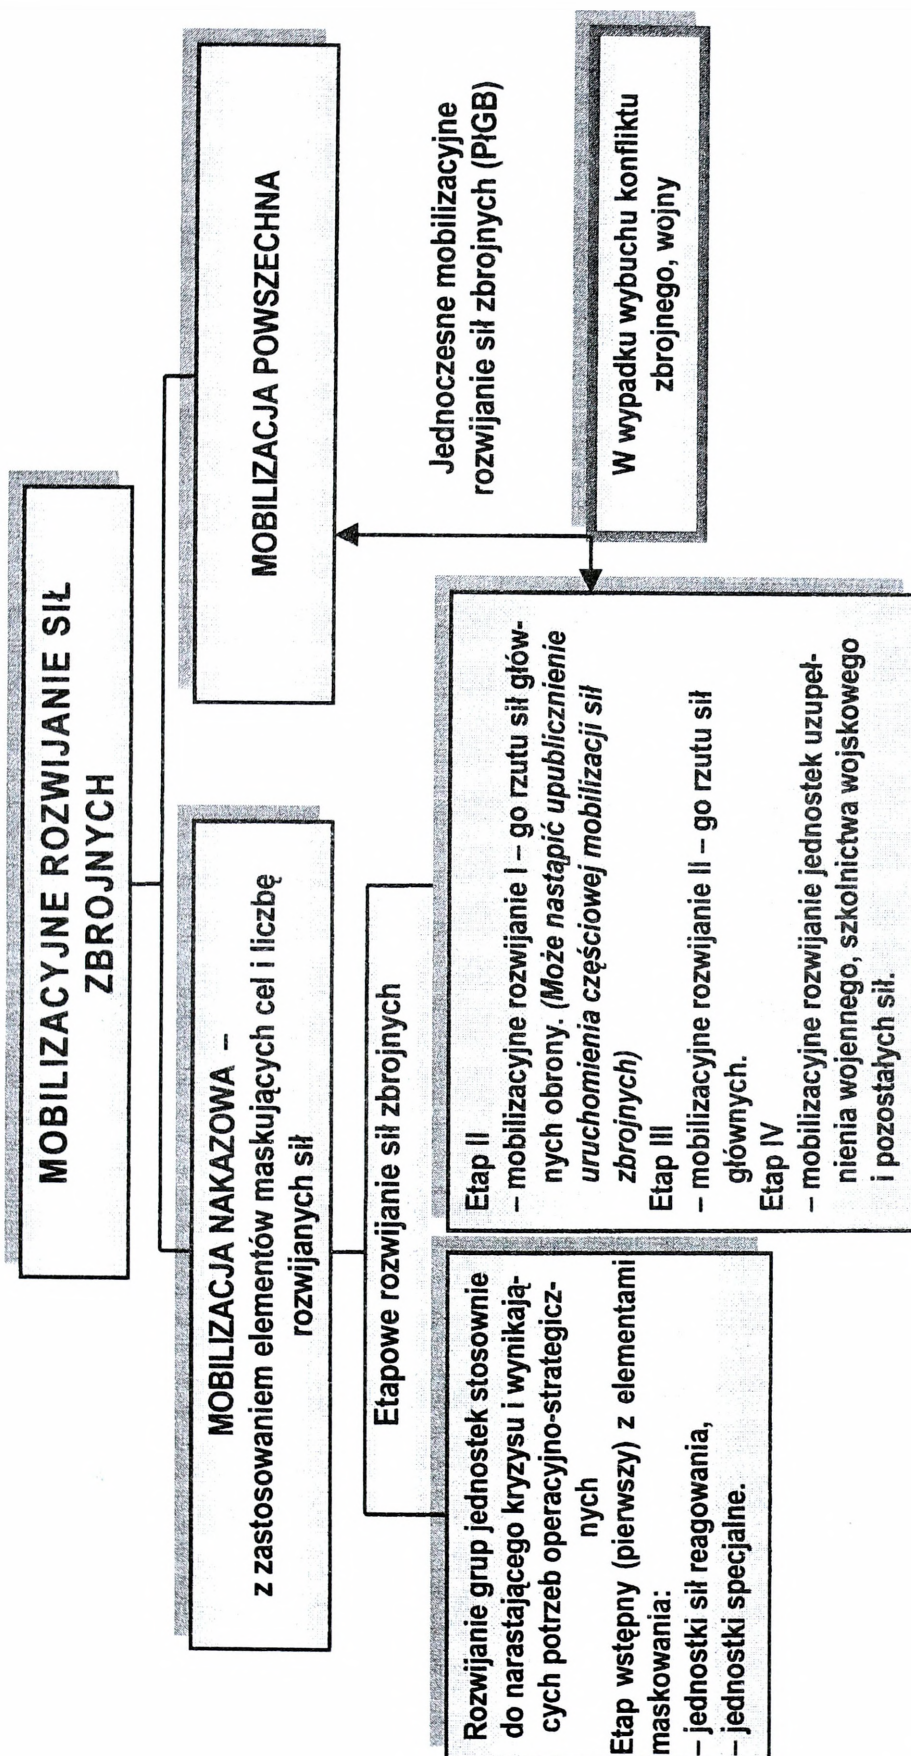 MOBILIZACYJNE ROZWIJANIE SIŁ
ZBROJNYCH
MOBILIZACJA NAKAZOWA –
z zastosowaniem elementów maskujących cel i liczbę
rozwijanych sił
MOBILIZACJA POWSZECHNA
Etapowe rozwijanie sił zbrojnych
Jednoczesne mobilizacyjne
rozwijanie sił zbrojnych (PłGB)
Rozwijanie grup jednostek stosownie
do narastającego kryzysu i wynikają-
cych potrzeb operacyjno-strategicz-
nych
Etap wstępny (pierwszy) z elementami
maskowania:
– jednostki sił reagowania,
– jednostki specjalne.
Etap II
– mobilizacyjne rozwijanie I – go rzutu sił głów-
nych obrony. (Może nastąpić upublicznienie
uruchomienia częściowej mobilizacji sił
zbrojnych)
Etap III
– mobilizacyjne rozwijanie II – go rzutu sił
głównych.
Etap IV
– mobilizacyjne rozwijanie jednostek uzupeł-
nienia wojennego, szkolnictwa wojskowego
i pozostałych sił.
W wypadku wybuchu konfliktu
zbrojnego, wojny